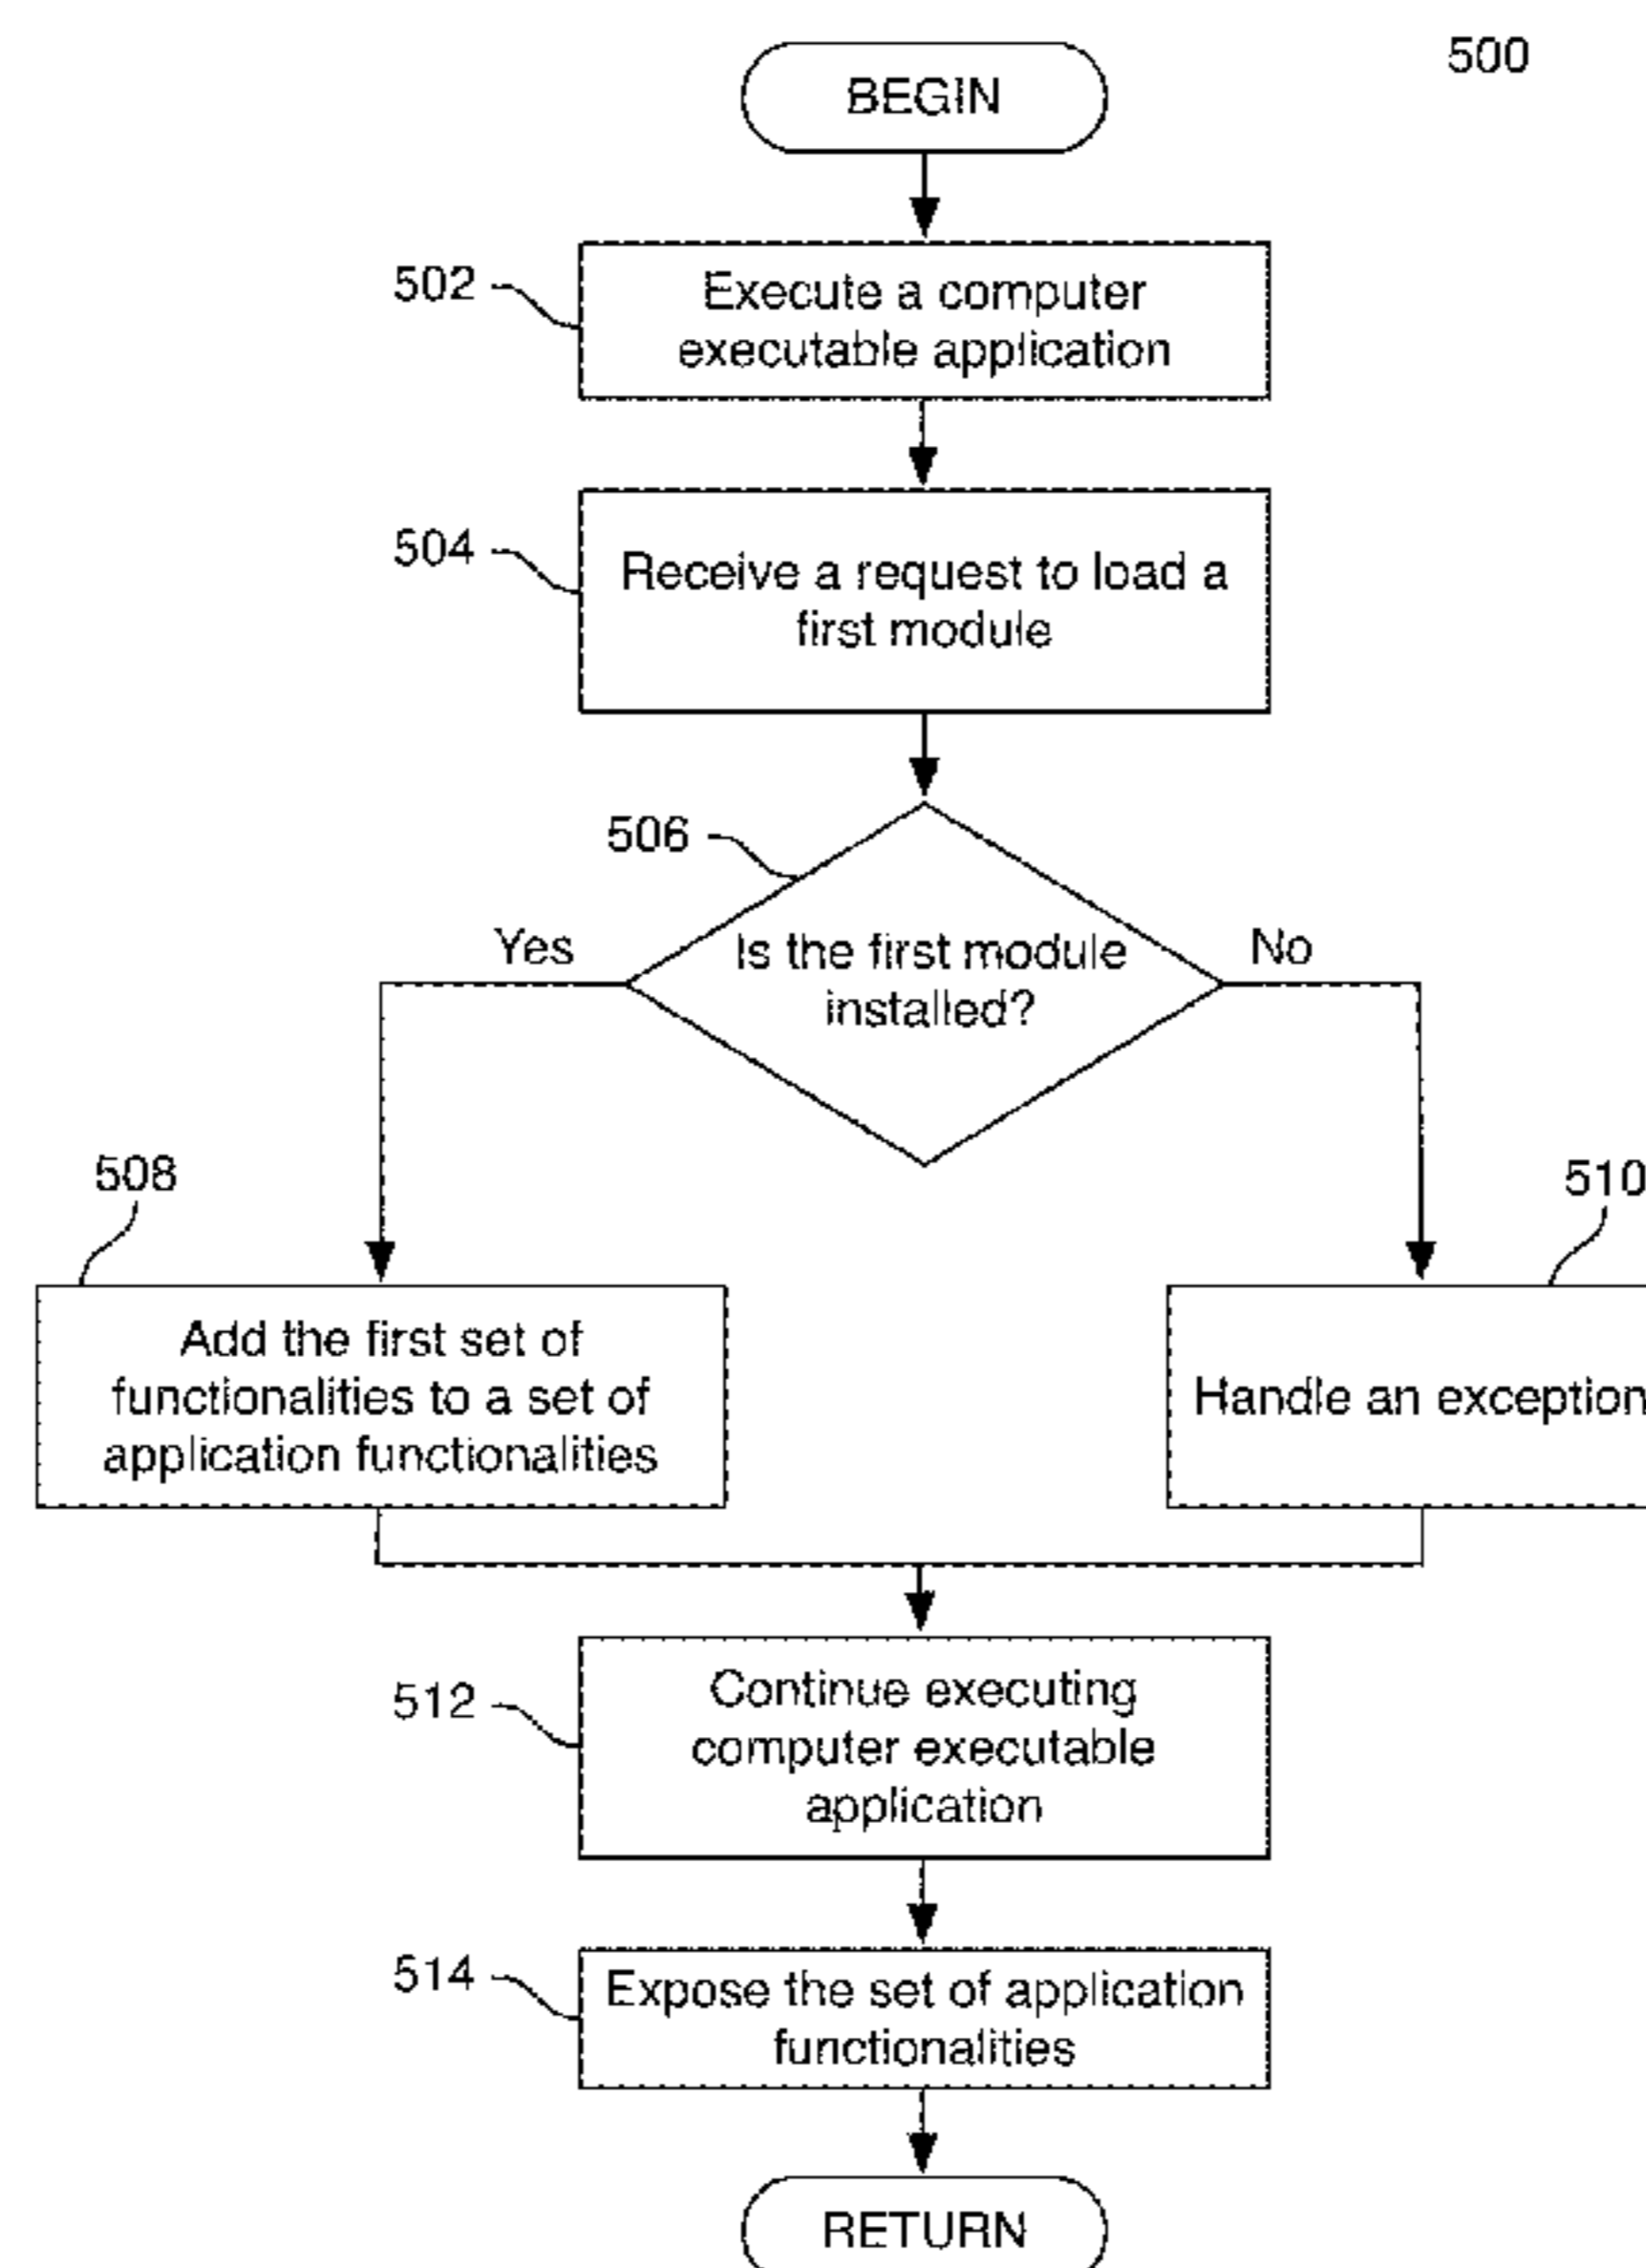 500
BEGIN
502
Execute a computer
executable application
504
Receive a request to load a
first module
506
Yes
Is the first module
installed?
No
508
510
Add the first set of
functionalities to a set of
application functionalities
Handle an exception
512
Continue executing
computer executable
application
514
Expose the set of application
functionalities
RETURN